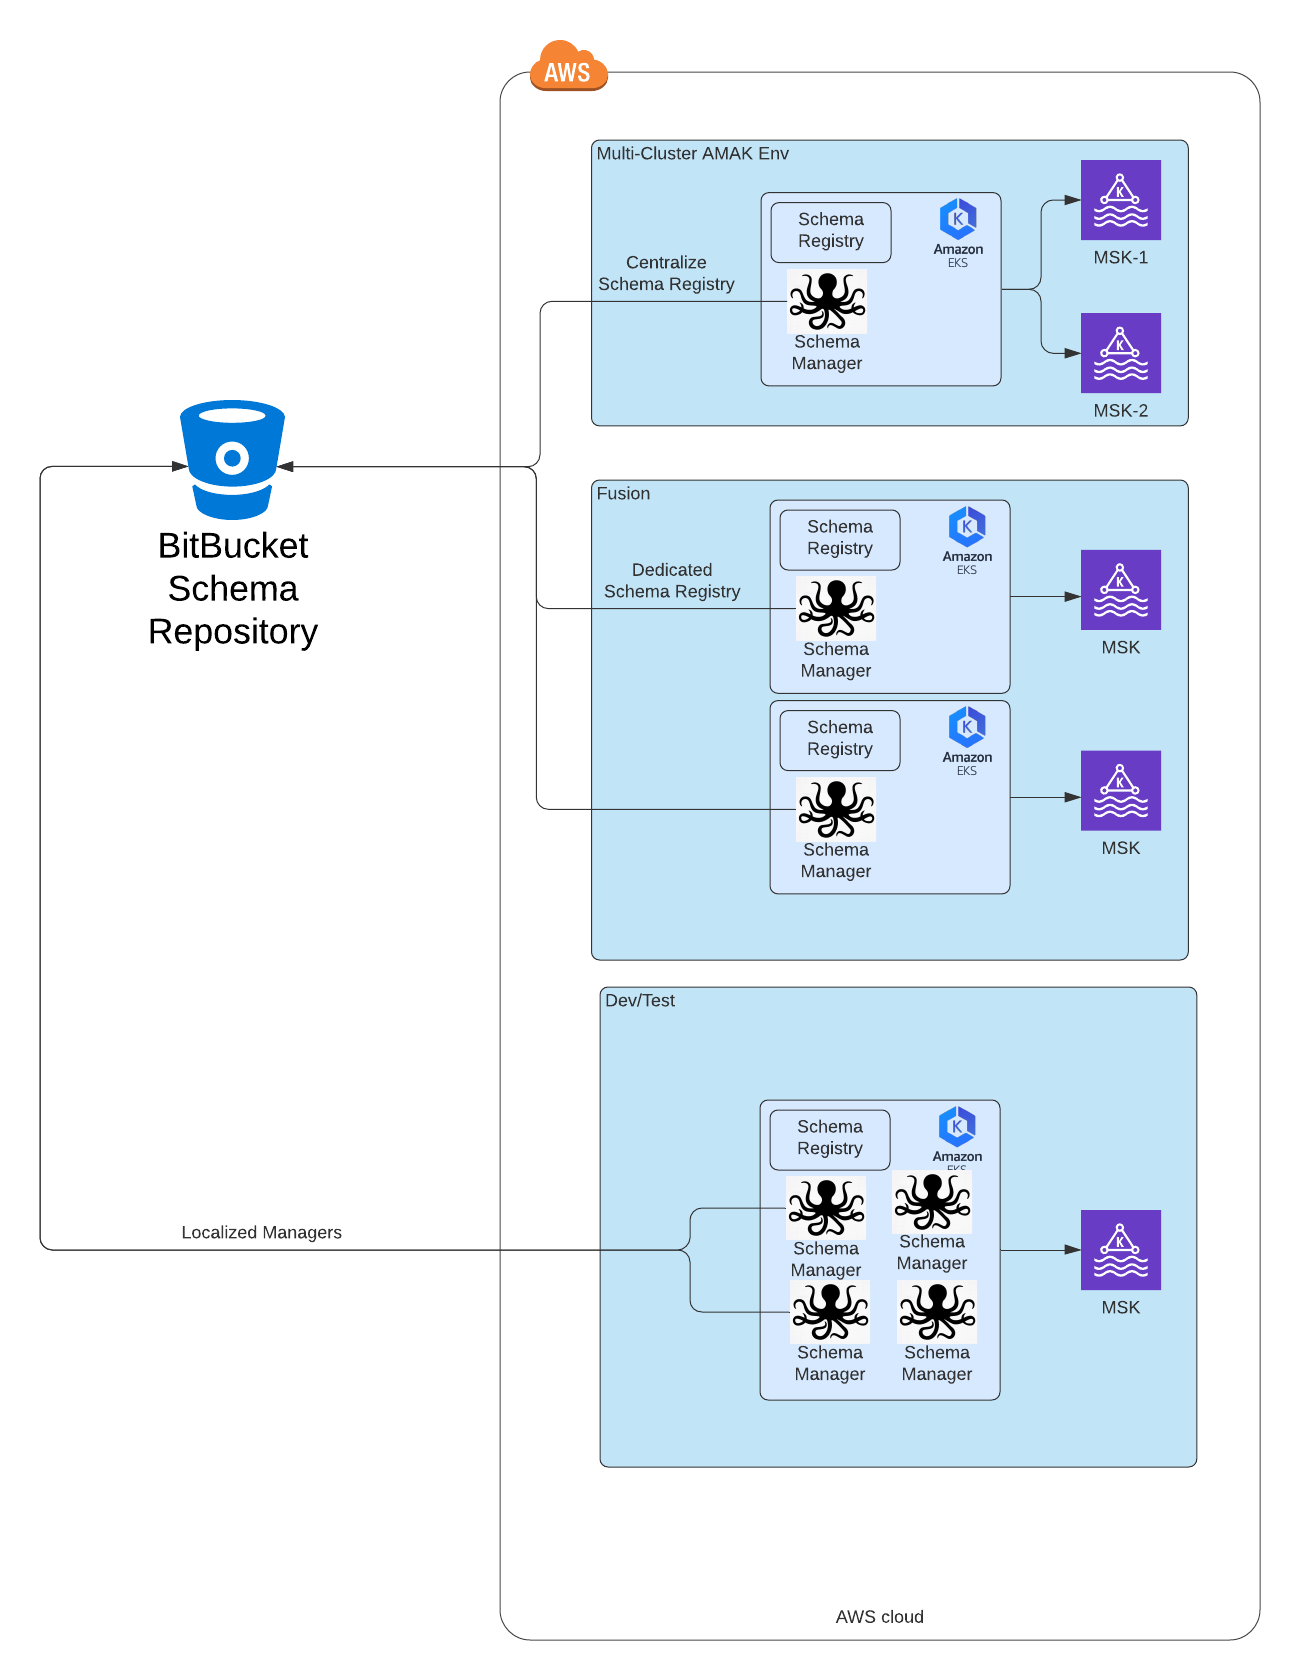 AWS
Multi-Cluster AMAK Env
Schema
Registry
K
Amazon
EKS
Centralize
Schema Registry
Schema
Manager
K
MSK-1
K
MSK-2
BitBucket
Schema
Repository
Fusion
Schema
Registry
K
Amazon
EKS
Dedicated
Schema Registry
Schema
Manager
K
MSK
Schema
Registry
K
Amazon
EKS
Schema
Manager
K
MSK
Dev/Test
Schema
Registry
K
Amazon
EKS
Schema
Manager
Schema
Manager
Schema
Manager
Schema
Manager
K
MSK
Localized Managers
AWS cloud